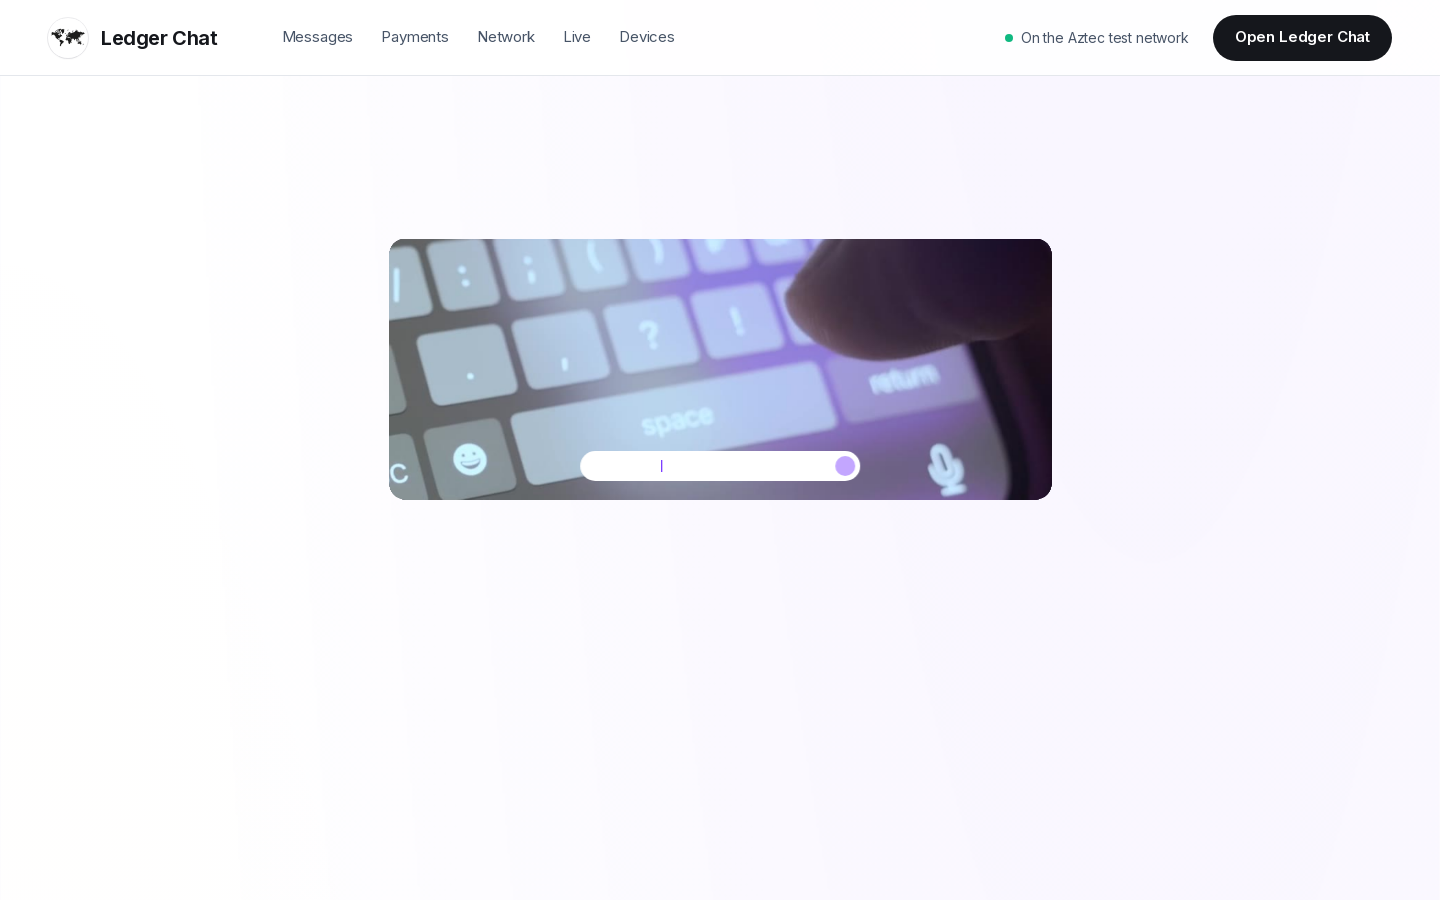 Ledger Chat
Messages
Payments
Network
Live
Devices
On the Aztec test network
Open Ledger Chat
| : ; ( )
. , ? !
space
return
C